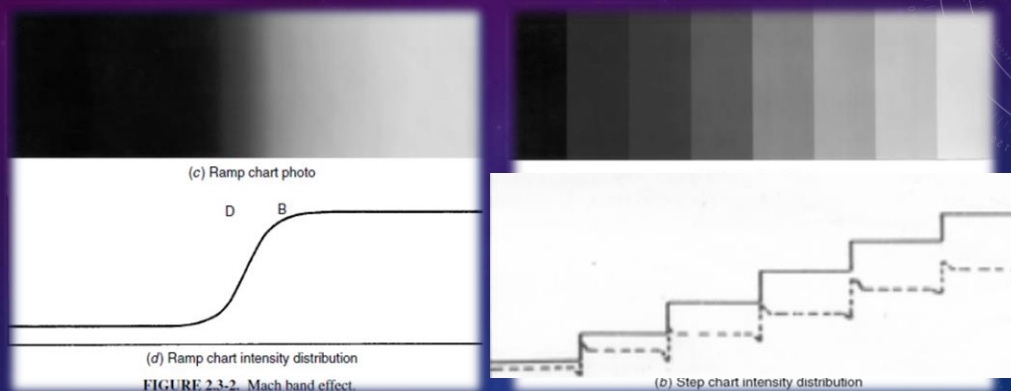 (c) Ramp chart photo
D B
(d) Ramp chart intensity distribution
FIGURE 2.3-2. Mach band effect.
(b) Step chart intensity distribution